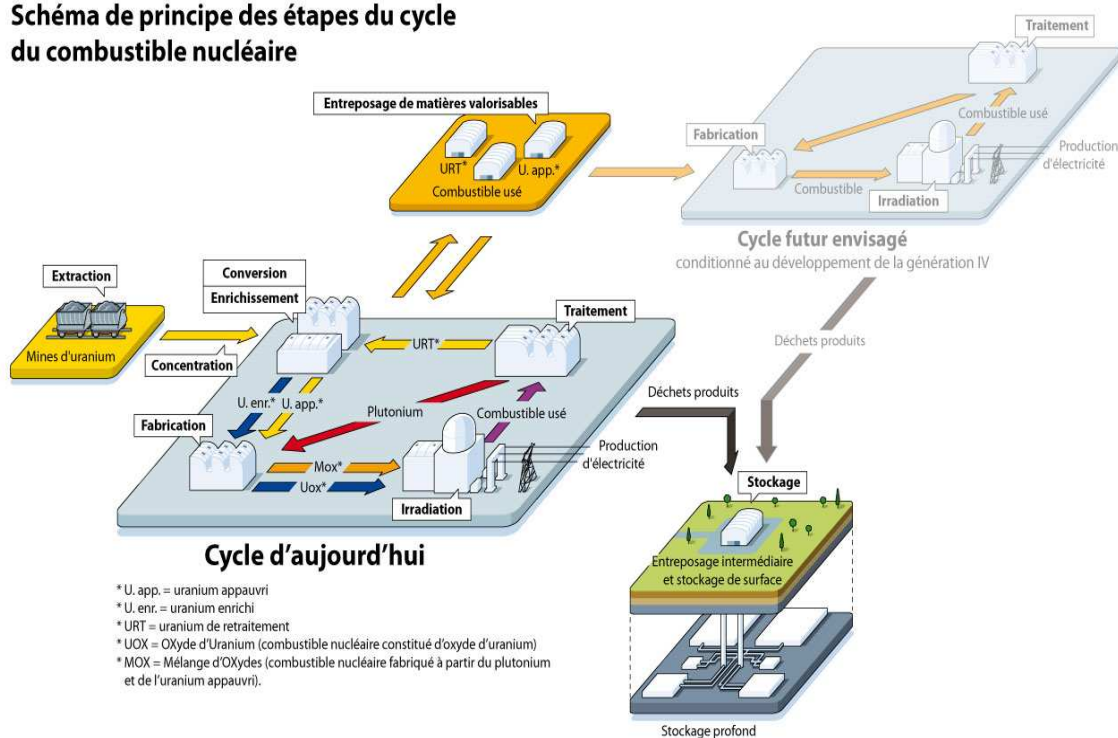 Schéma de principe des étapes du cycle
du combustible nucléaire
Traitement
Entreposage de matières valorisables
Combustible usé
Fabrication
URT*
U. app.*
Combustible usé
Production
d'électricité
Combustible
Irradiation
Cycle futur envisagé
conditionné au développement de la génération IV
Extraction
Conversion
Enrichissement
Traitement
Mines d'uranium
Concentration
URT*
Déchets produits
U. enr.*
U. app.*
Plutonium
Combustible usé
Déchets produits
Fabrication
Mox*
Uox*
Production
d'électricité
Irradiation
Stockage
Cycle d’aujourd’hui
Entreposage intermédiaire
et stockage de surface
* U. app. = uranium appauvri
* U. enr. = uranium enrichi
* URT = uranium de retraitement
* UOX = OXyde d’Uranium (combustible nucléaire constitué d’oxyde d’uranium)
* MOX = Mélange d’OXydes (combustible nucléaire fabriqué à partir du plutonium
et de l’uranium appauvri).
Stockage profond